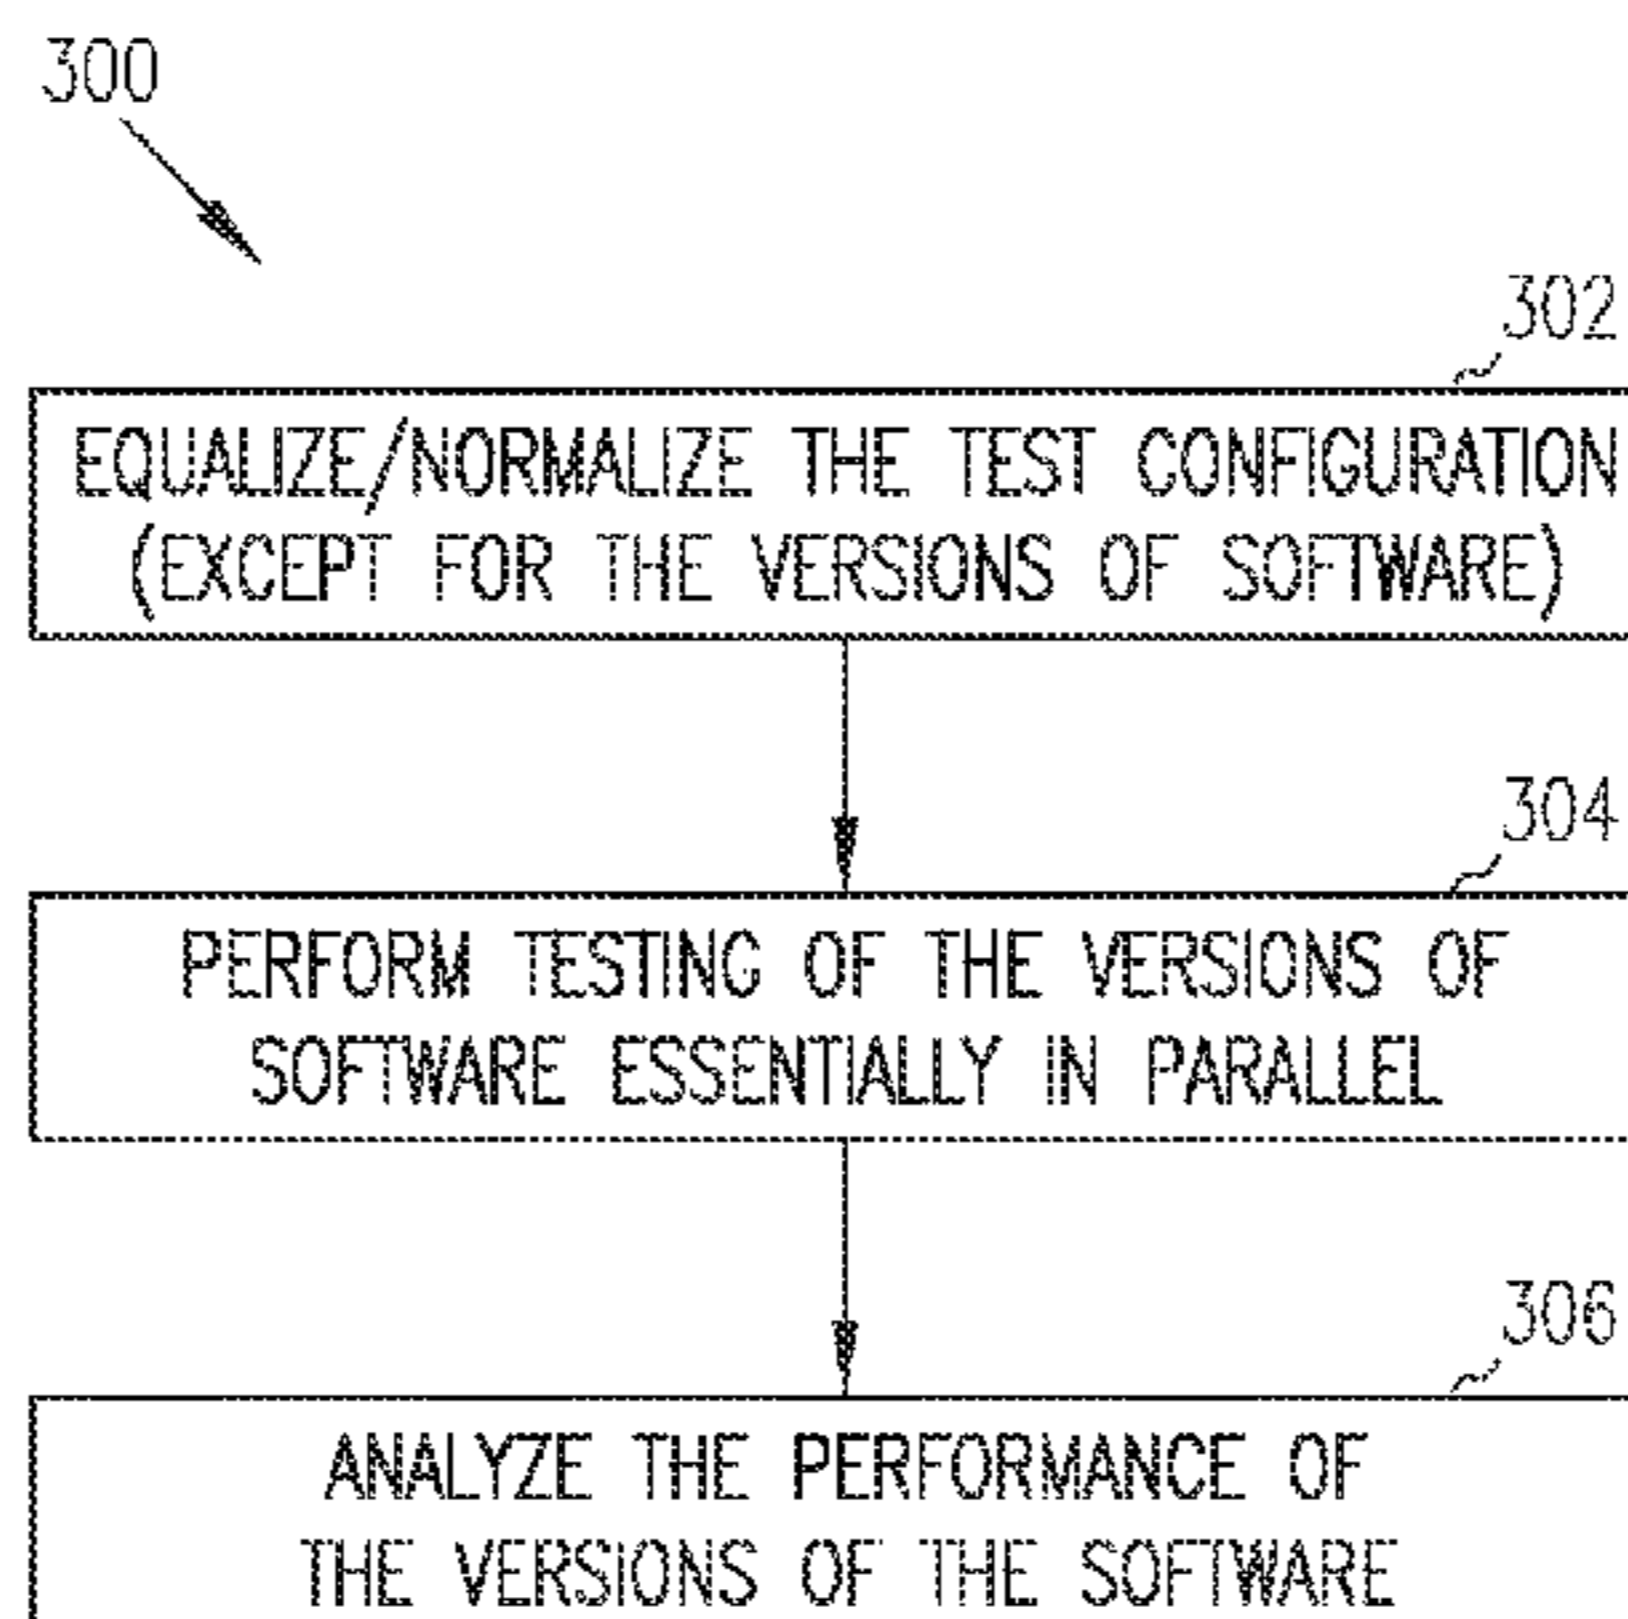 300
302
EQUALIZE/NORMALIZE THE TEST CONFIGURATION
(EXCEPT FOR THE VERSIONS OF SOFTWARE)
304
PERFORM TESTING OF THE VERSIONS OF
SOFTWARE ESSENTIALLY IN PARALLEL
306
ANALYZE THE PERFORMANCE OF
THE VERSIONS OF THE SOFTWARE